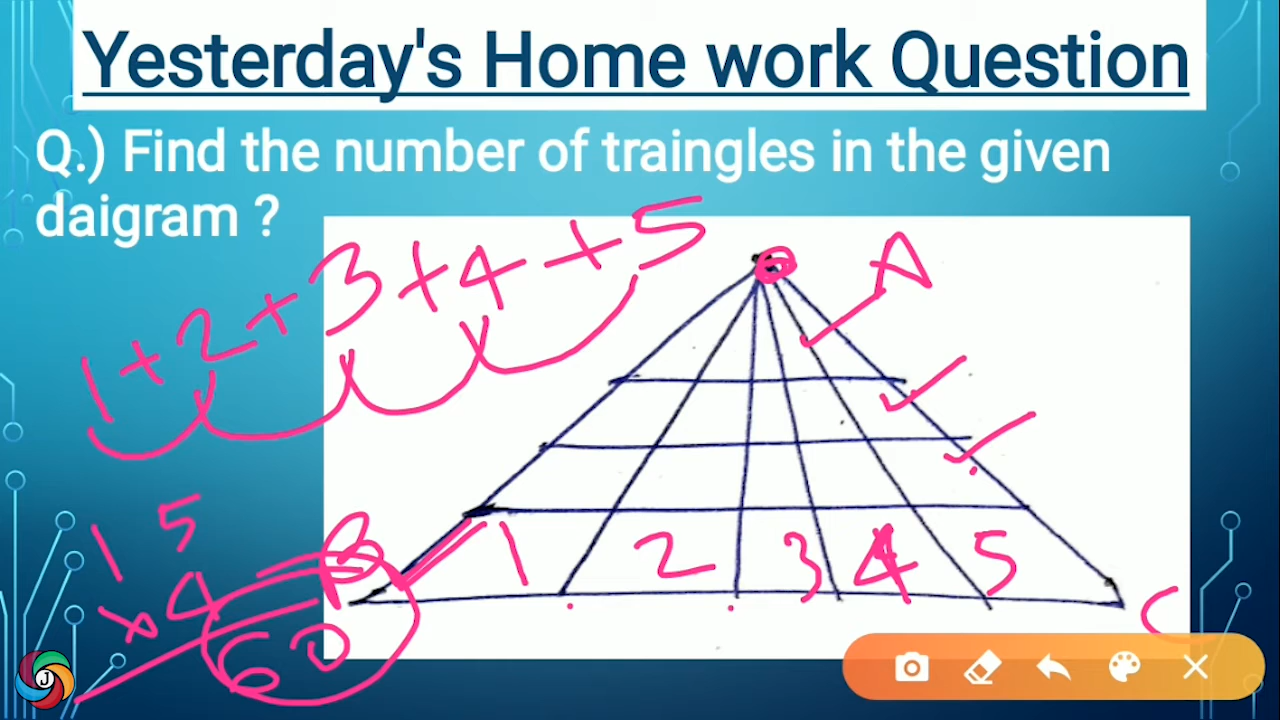 Yesterday's Home work Question
Q.) Find the number of traingles in the given
daigram ?
1+2+3+4+5
A
15
×4
60
B
1 2 3 4 5
C
J